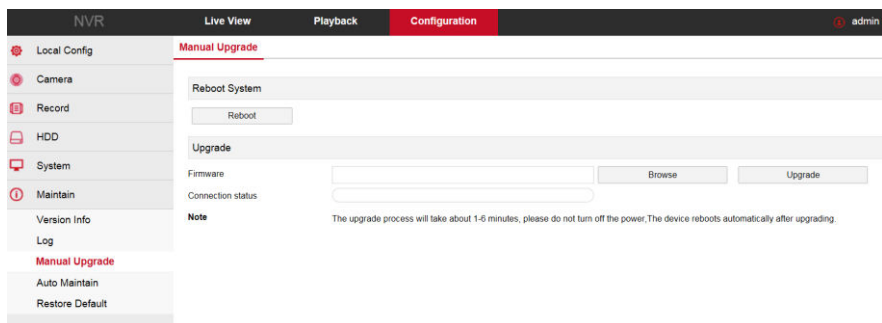 NVR Live View Playback Configuration admin
Local Config
Camera
Record
HDD
System
Maintain
Version Info
Log
Manual Upgrade
Auto Maintain
Restore Default
Manual Upgrade
Reboot System
Reboot
Upgrade
Firmware Browse Upgrade
Connection status
Note The upgrade process will take about 1-6 minutes, please do not turn off the power,The device reboots automatically after upgrading.